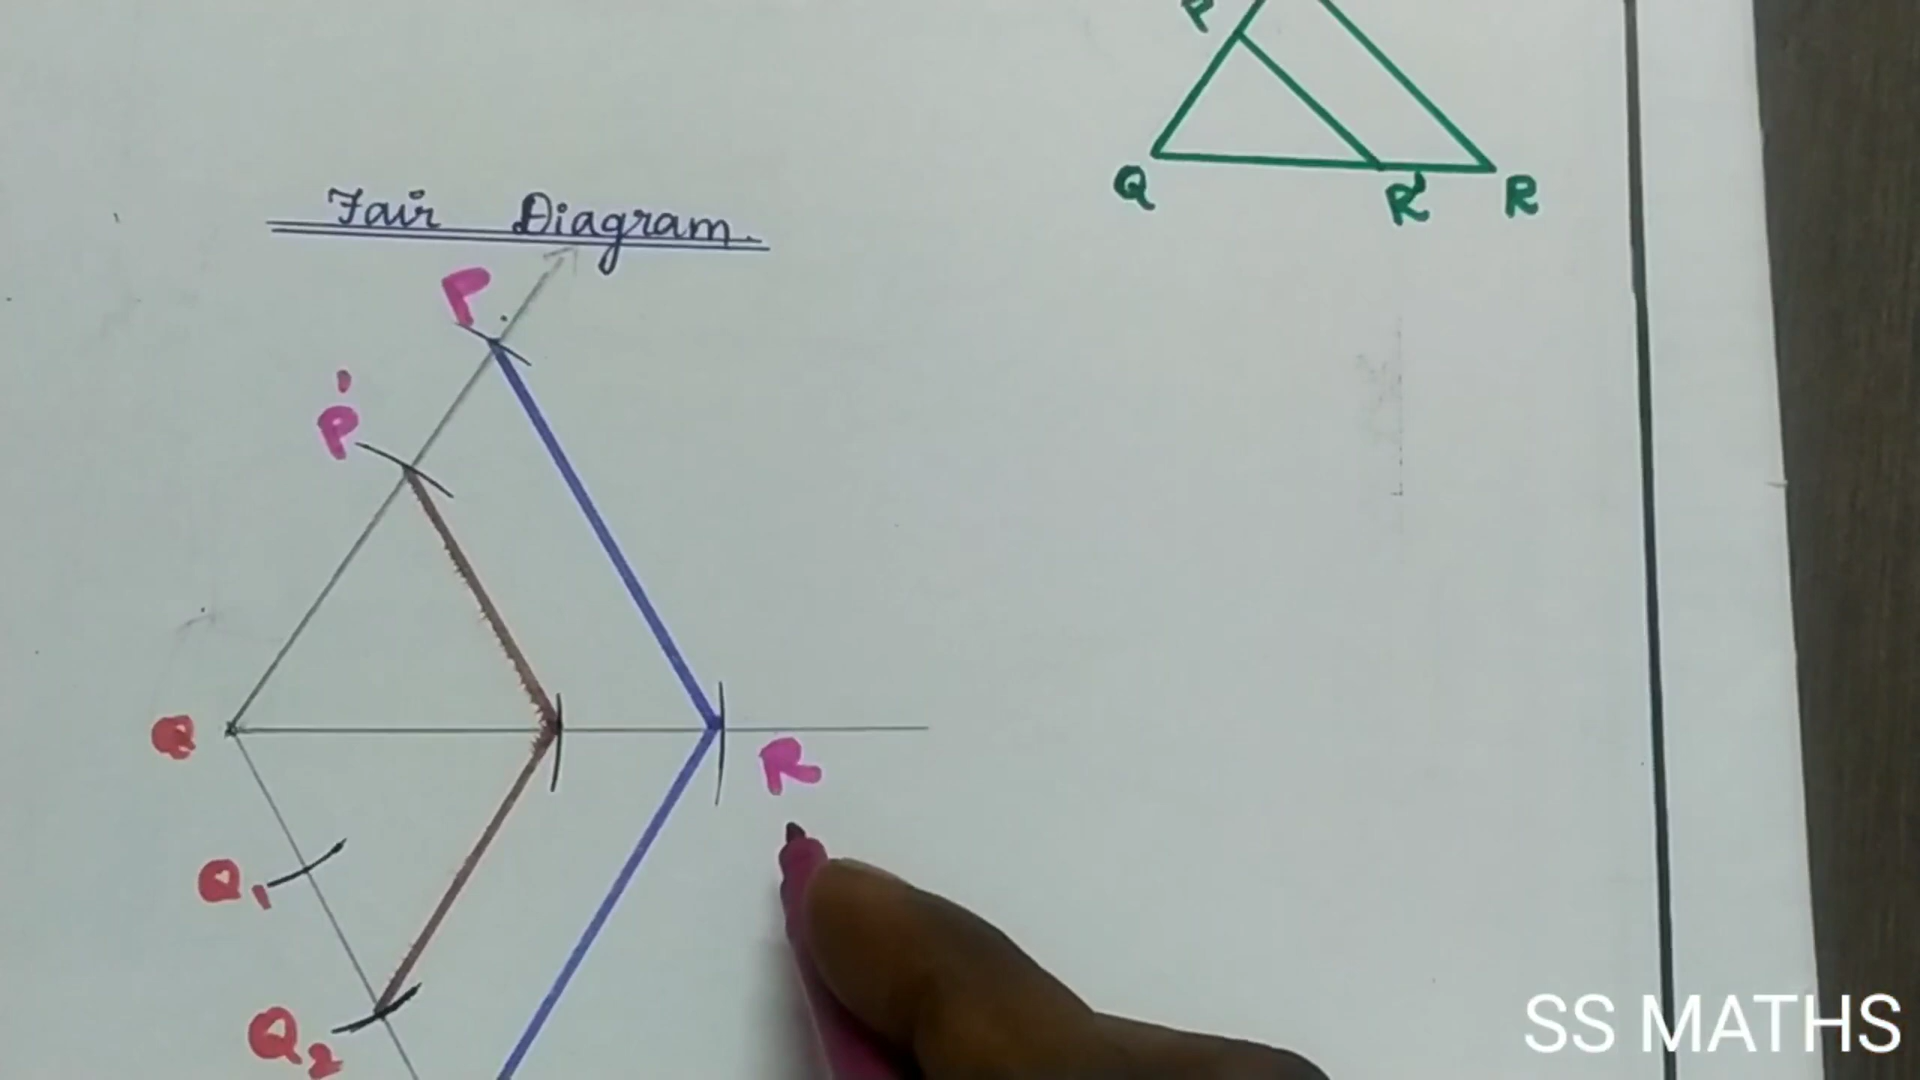 P
Q
R'
R
Fair Diagram.
P
P'
Q
R
Q1
Q2
SS MATHS